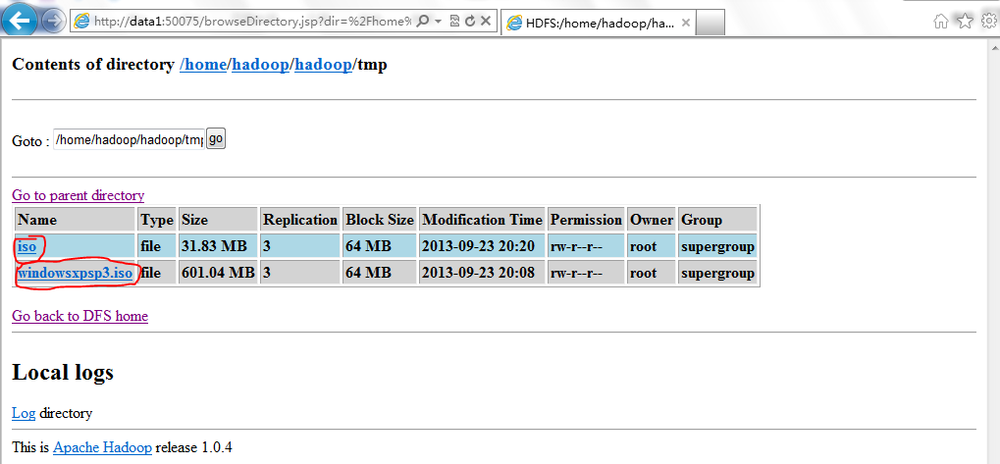 http://data1:50075/browseDirectory.jsp?dir=%2Fhome%
HDFS:/home/hadoop/ha...
Contents of directory /home/hadoop/hadoop/tmp
Goto : /home/hadoop/hadoop/tmp go
Go to parent directory
Name Type Size Replication Block Size Modification Time Permission Owner Group
iso file 31.83 MB 3 64 MB 2013-09-23 20:20 rw-r--r-- root supergroup
windowsxpsp3.iso file 601.04 MB 3 64 MB 2013-09-23 20:08 rw-r--r-- root supergroup
Go back to DFS home
Local logs
Log directory
This is Apache Hadoop release 1.0.4